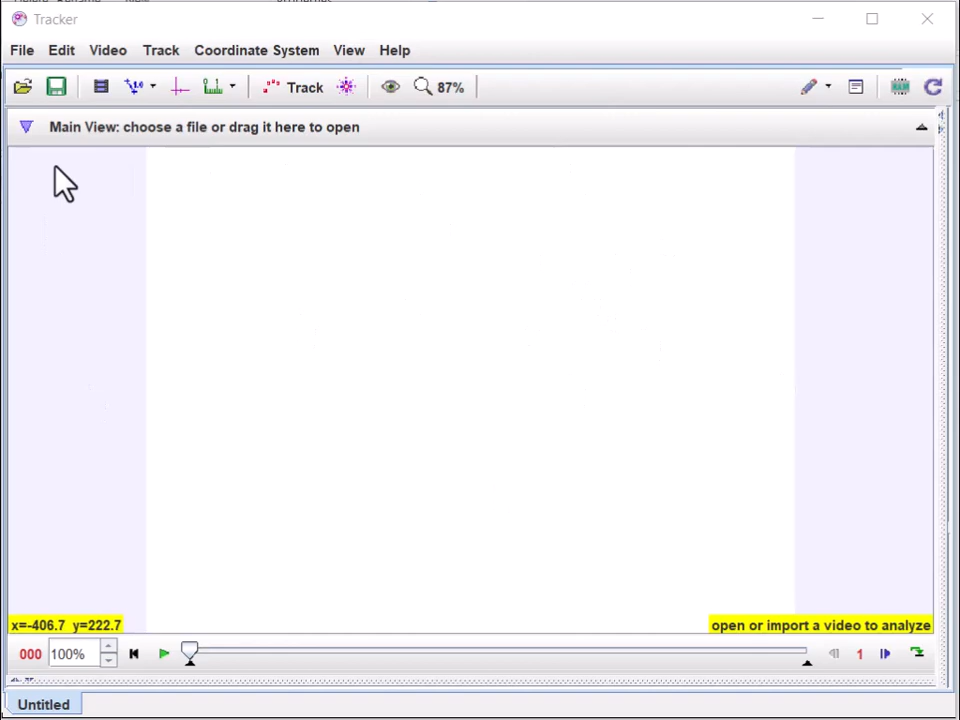 Tracker
File Edit Video Track Coordinate System View Help
Track 87%
Main View: choose a file or drag it here to open
x=-406.7 y=222.7
open or import a video to analyze
000 100% 1
Untitled